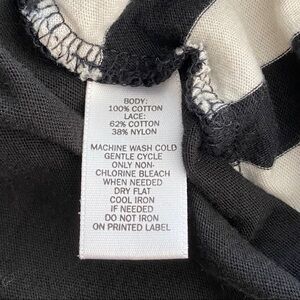 BODY:
100% COTTON
LACE:
62% COTTON
38% NYLON
MACHINE WASH COLD
GENTLE CYCLE
ONLY NON-
CHLORINE BLEACH
WHEN NEEDED
DRY FLAT
COOL IRON
IF NEEDED
DO NOT IRON
ON PRINTED LABEL